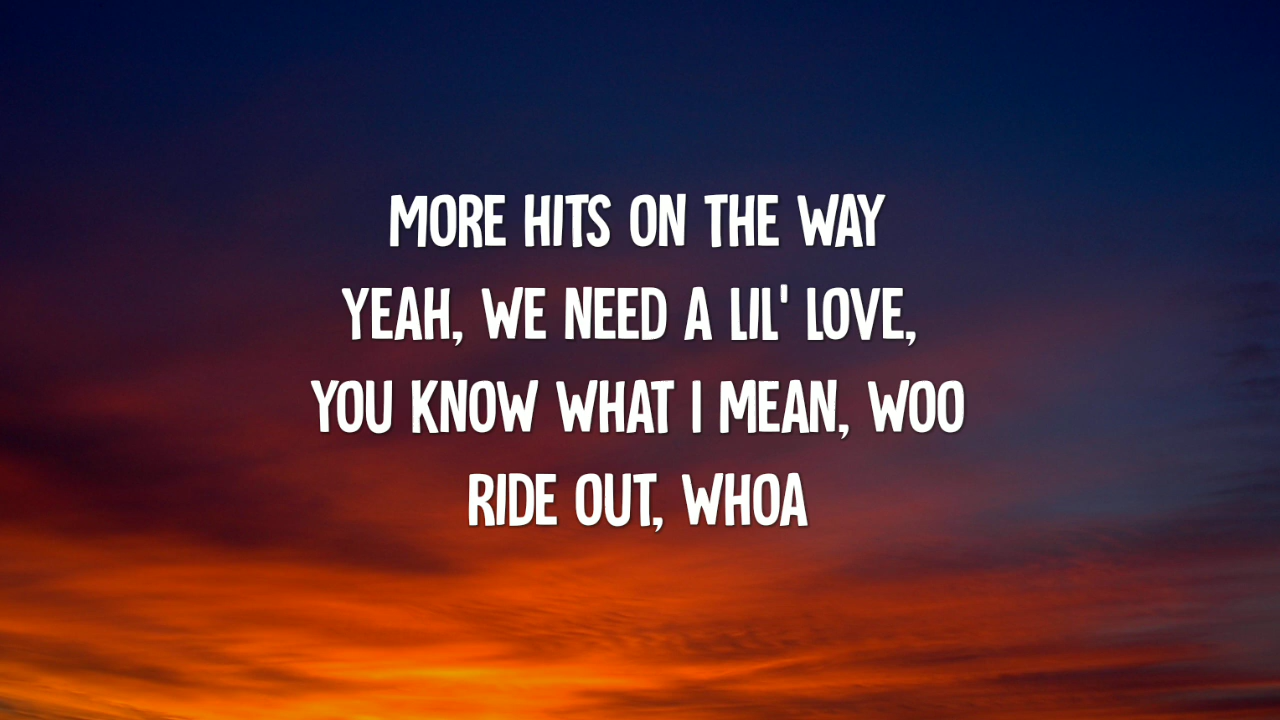 MORE HITS ON THE WAY
YEAH, WE NEED A LIL' LOVE,
YOU KNOW WHAT I MEAN, WOO
RIDE OUT, WHOA